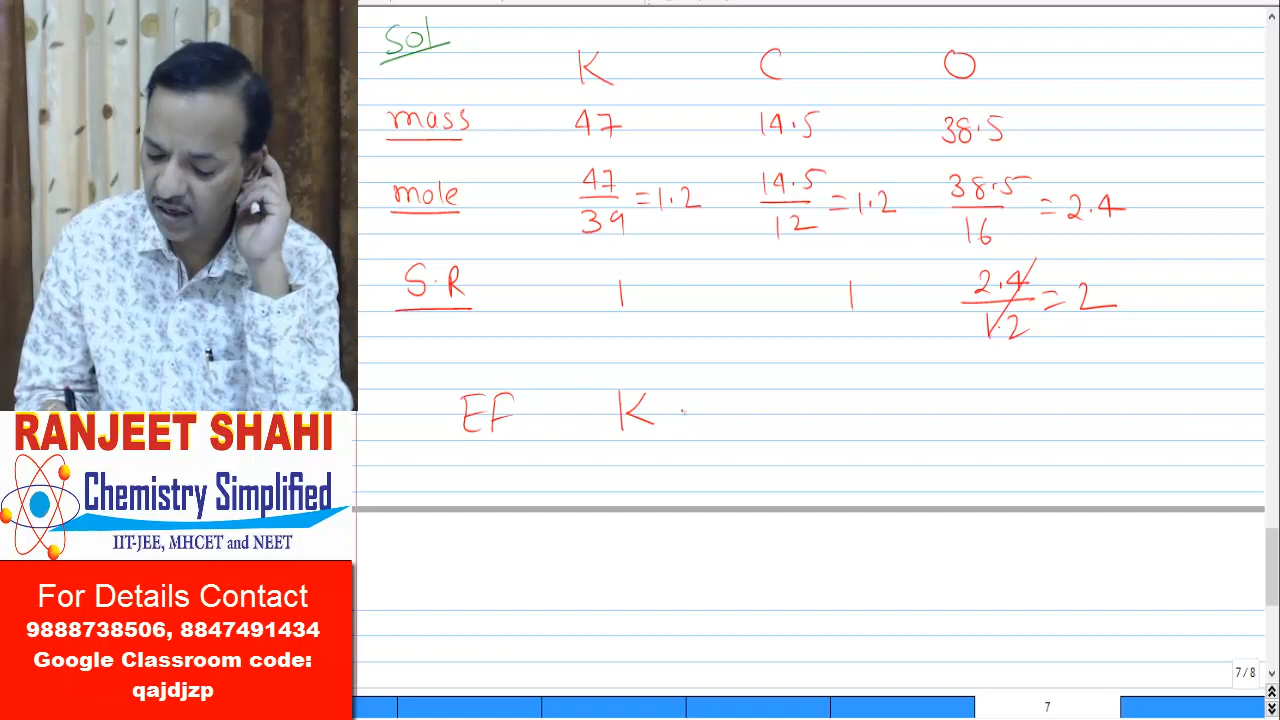 Sol
K C O
mass 47 14.5 38.5
mole 47/39 = 1.2 14.5/12 = 1.2 38.5/16 = 2.4
S.R 1 1 2.4/1.2 = 2
EF K
RANJEET SHAHI
Chemistry Simplified
IIT-JEE, MHCET and NEET
For Details Contact
9888738506, 8847491434
Google Classroom code:
qajdjzp
7/8
7